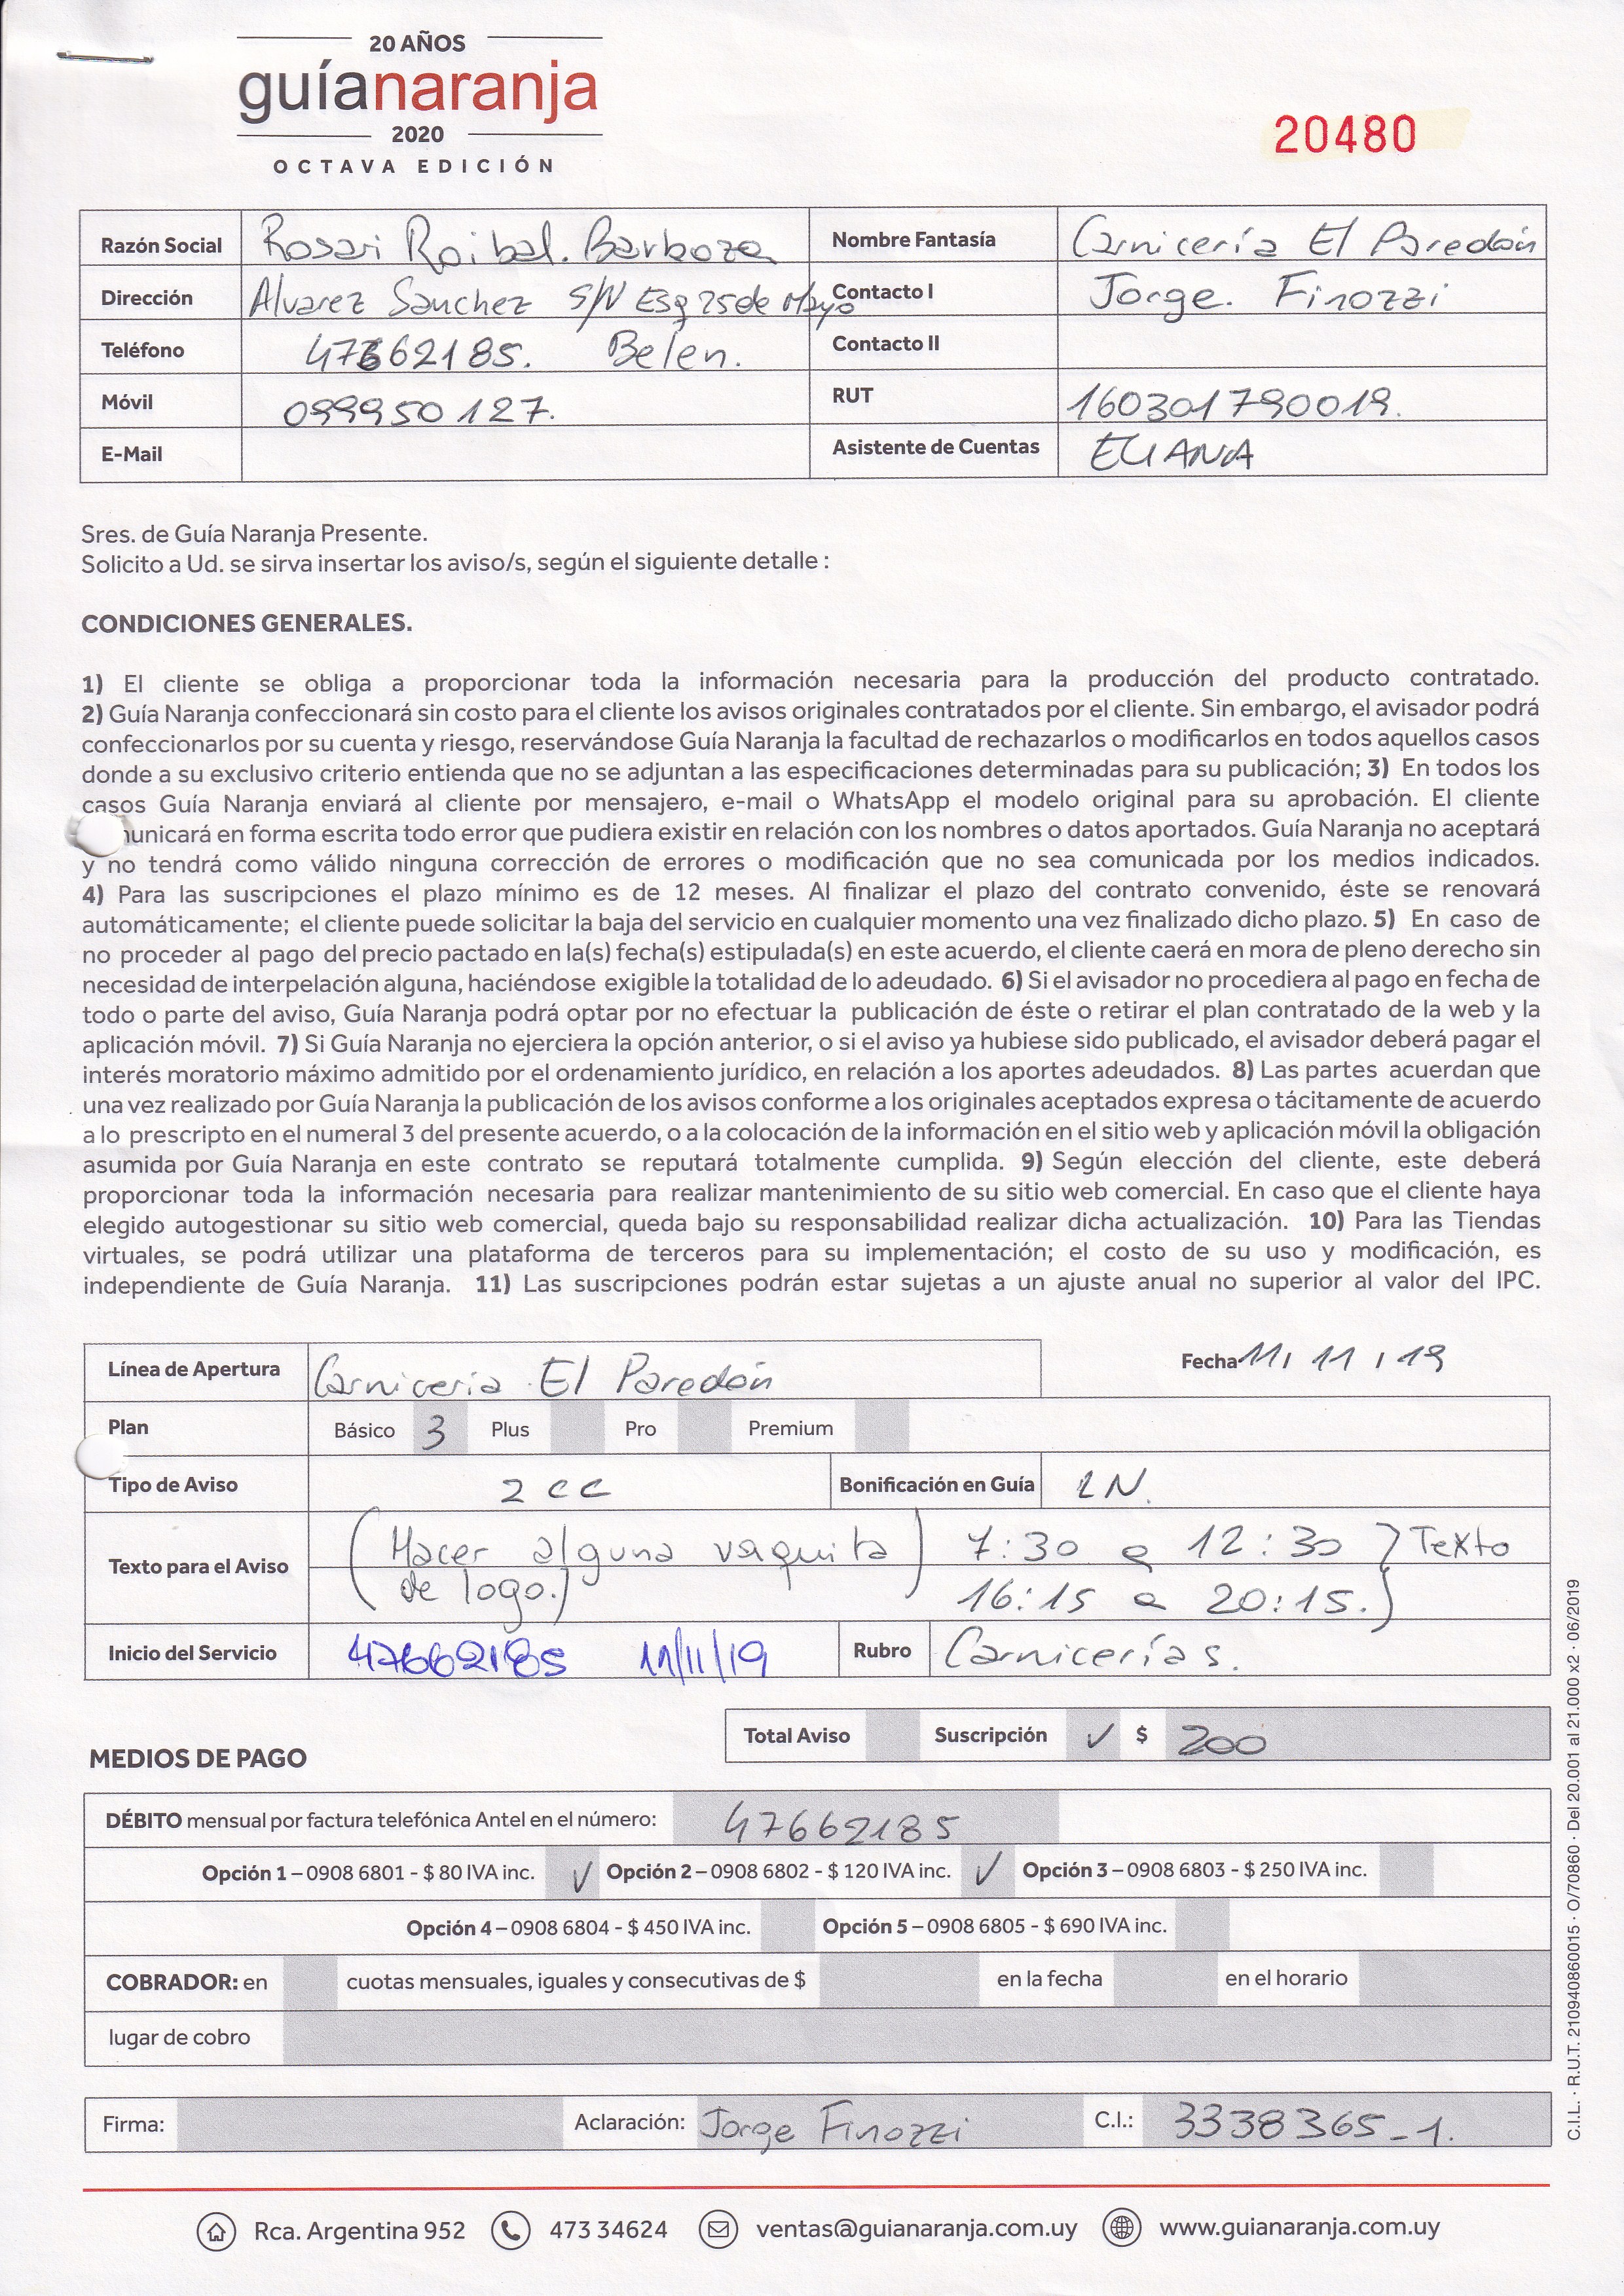 20 AÑOS
guíanaranja
2020
OCTAVA EDICIÓN
20480
Razón Social Rosari Roibal. Barboza Nombre Fantasía Carnicería El Paredón
Dirección Alvarez Sanchez S/N Esq 25 de Mayo Contacto I Jorge. Finozzi
Teléfono 47662185. Belen. Contacto II
Móvil 099950127. RUT 160301790019.
E-Mail Asistente de Cuentas ELIANA
Sres. de Guía Naranja Presente.
Solicito a Ud. se sirva insertar los aviso/s, según el siguiente detalle :
CONDICIONES GENERALES.
1) El cliente se obliga a proporcionar toda la información necesaria para la producción del producto contratado.
2) Guía Naranja confeccionará sin costo para el cliente los avisos originales contratados por el cliente. Sin embargo, el avisador podrá
confeccionarlos por su cuenta y riesgo, reservándose Guía Naranja la facultad de rechazarlos o modificarlos en todos aquellos casos
donde a su exclusivo criterio entienda que no se adjuntan a las especificaciones determinadas para su publicación; 3) En todos los
casos Guía Naranja enviará al cliente por mensajero, e-mail o WhatsApp el modelo original para su aprobación. El cliente
unicará en forma escrita todo error que pudiera existir en relación con los nombres o datos aportados. Guía Naranja no aceptará
y no tendrá como válido ninguna corrección de errores o modificación que no sea comunicada por los medios indicados.
4) Para las suscripciones el plazo mínimo es de 12 meses. Al finalizar el plazo del contrato convenido, éste se renovará
automáticamente; el cliente puede solicitar la baja del servicio en cualquier momento una vez finalizado dicho plazo. 5) En caso de
no proceder al pago del precio pactado en la(s) fecha(s) estipulada(s) en este acuerdo, el cliente caerá en mora de pleno derecho sin
necesidad de interpelación alguna, haciéndose exigible la totalidad de lo adeudado. 6) Si el avisador no procediera al pago en fecha de
todo o parte del aviso, Guía Naranja podrá optar por no efectuar la publicación de éste o retirar el plan contratado de la web y la
aplicación móvil. 7) Si Guía Naranja no ejerciera la opción anterior, o si el aviso ya hubiese sido publicado, el avisador deberá pagar el
interés moratorio máximo admitido por el ordenamiento jurídico, en relación a los aportes adeudados. 8) Las partes acuerdan que
una vez realizado por Guía Naranja la publicación de los avisos conforme a los originales aceptados expresa o tácitamente de acuerdo
a lo prescripto en el numeral 3 del presente acuerdo, o a la colocación de la información en el sitio web y aplicación móvil la obligación
asumida por Guía Naranja en este contrato se reputará totalmente cumplida. 9) Según elección del cliente, este deberá
proporcionar toda la información necesaria para realizar mantenimiento de su sitio web comercial. En caso que el cliente haya
elegido autogestionar su sitio web comercial, queda bajo su responsabilidad realizar dicha actualización. 10) Para las Tiendas
virtuales, se podrá utilizar una plataforma de terceros para su implementación; el costo de su uso y modificación, es
independiente de Guía Naranja. 11) Las suscripciones podrán estar sujetas a un ajuste anual no superior al valor del IPC.
Línea de Apertura Carniceria El Paredón Fecha 11 / 11 / 19
Plan Básico 3 Plus Pro Premium
Tipo de Aviso 2 cc Bonificación en Guía LN.
Texto para el Aviso (Hacer alguna vaquita) 7:30 a 12:30 } Texto
de logo.) 16:15 a 20:15. }
Inicio del Servicio 47662185 11/11/19 Rubro Carnicerías.
Total Aviso Suscripción ✓ $ 200
MEDIOS DE PAGO
DÉBITO mensual por factura telefónica Antel en el número: 47662185
Opción 1 – 0908 6801 - $ 80 IVA inc. ✓ Opción 2 – 0908 6802 - $ 120 IVA inc. ✓ Opción 3 – 0908 6803 - $ 250 IVA inc.
Opción 4 – 0908 6804 - $ 450 IVA inc. Opción 5 – 0908 6805 - $ 690 IVA inc.
COBRADOR: en cuotas mensuales, iguales y consecutivas de $ en la fecha en el horario
lugar de cobro
Firma: Aclaración: Jorge Finozzi C.I.: 3338365_1.
Rca. Argentina 952 473 34624 ventas@guianaranja.com.uy www.guianaranja.com.uy
C.I.L. · R.U.T. 210940860015 · O/70860 · Del 20.001 al 21.000 x2 · 06/2019